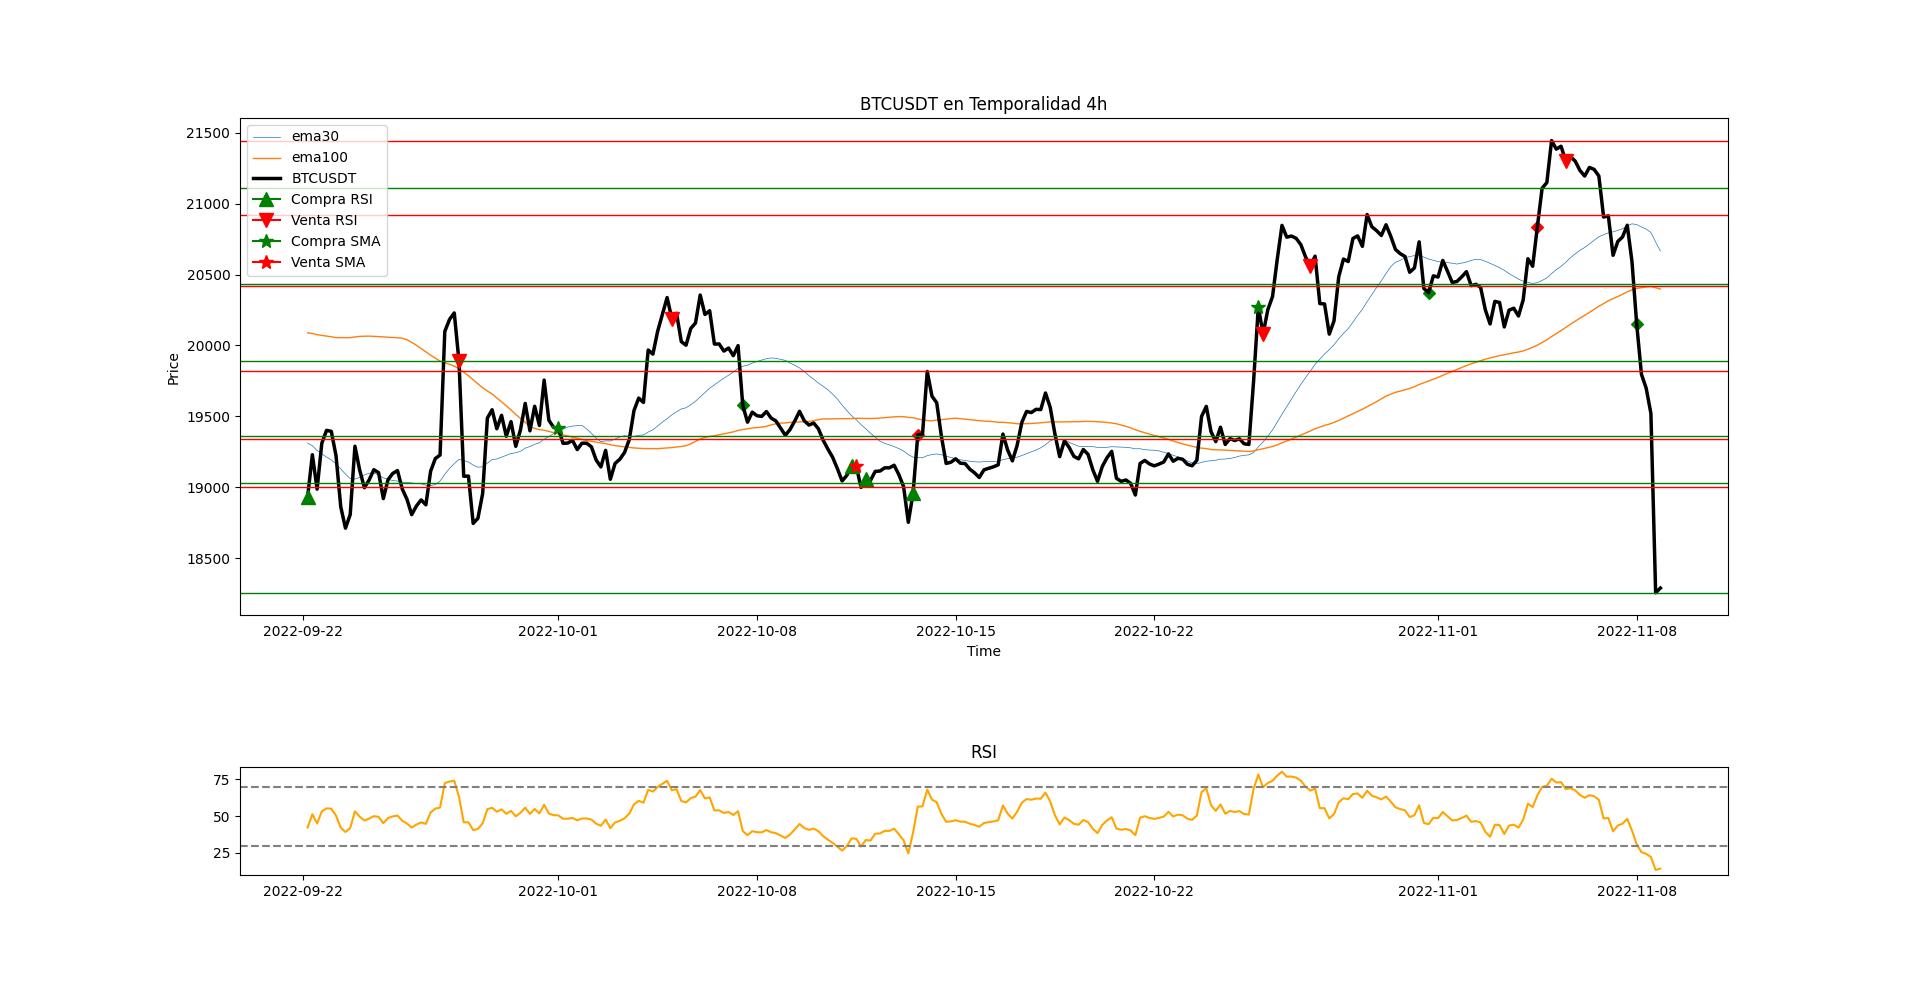 BTCUSDT en Temporalidad 4h
ema30
ema100
BTCUSDT
Compra RSI
Venta RSI
Compra SMA
Venta SMA
21500
21000
20500
20000
19500
19000
18500
Price
2022-09-22 2022-10-01 2022-10-08 2022-10-15 2022-10-22 2022-11-01 2022-11-08
Time
RSI
75
50
25
2022-09-22 2022-10-01 2022-10-08 2022-10-15 2022-10-22 2022-11-01 2022-11-08